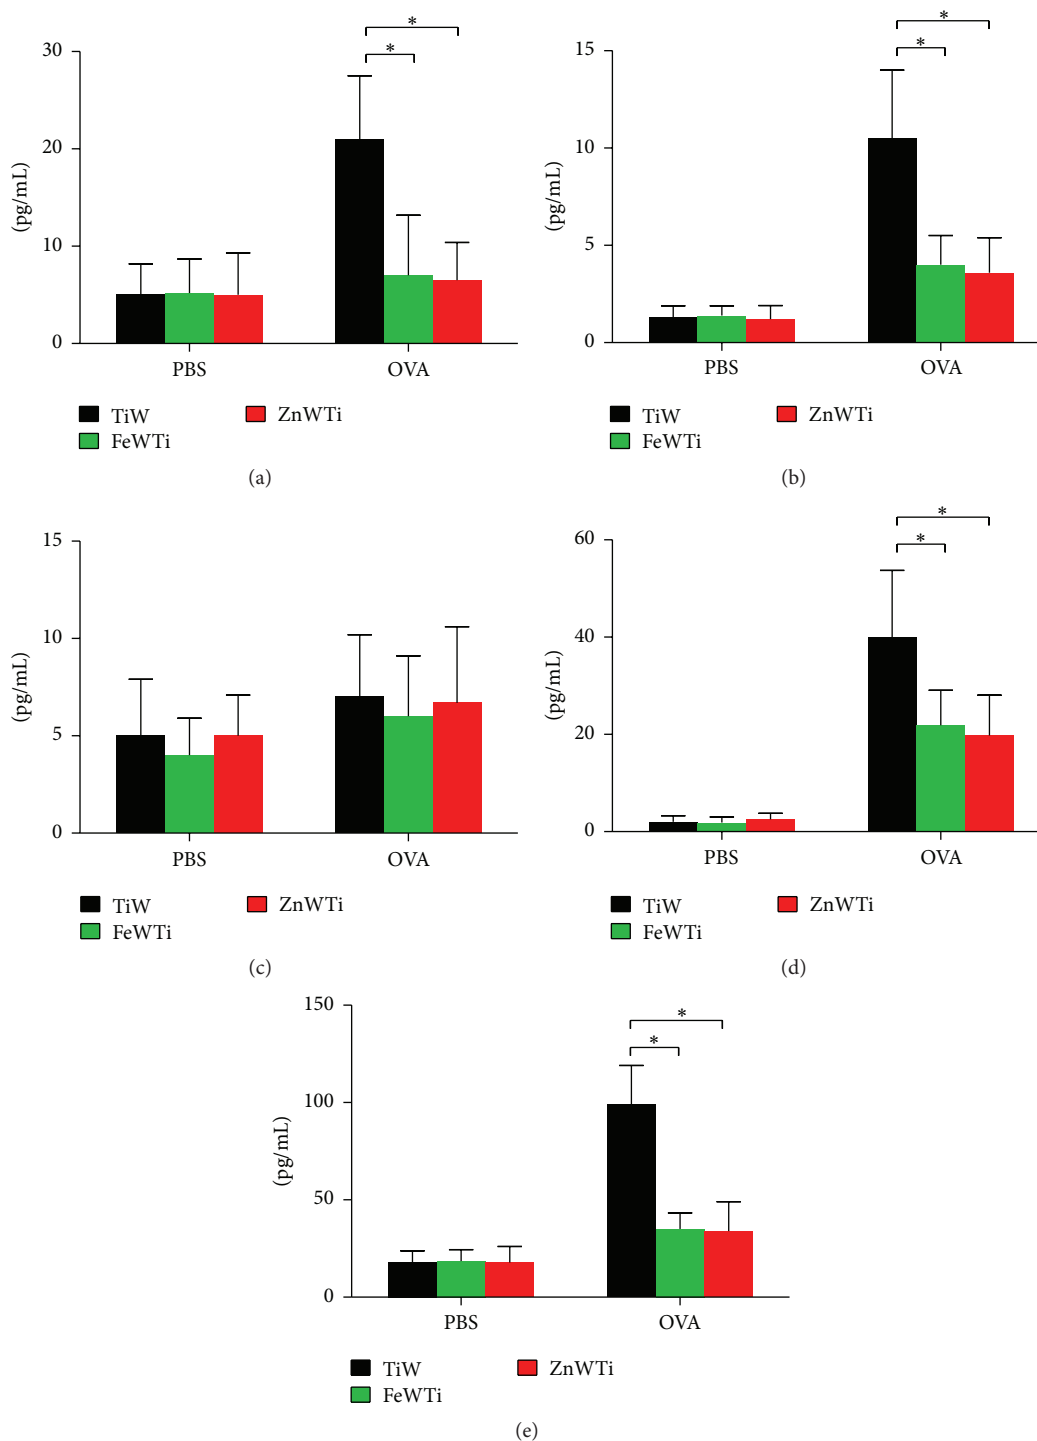 *
*
30
20
10
0
(pg/mL)
PBS
OVA
TiW
ZnWTi
FeWTi
(a)
*
*
15
10
5
0
(pg/mL)
PBS
OVA
TiW
ZnWTi
FeWTi
(b)
15
10
5
0
(pg/mL)
PBS
OVA
TiW
ZnWTi
FeWTi
(c)
*
*
60
40
20
0
(pg/mL)
PBS
OVA
TiW
ZnWTi
FeWTi
(d)
*
*
150
100
50
0
(pg/mL)
PBS
OVA
TiW
ZnWTi
FeWTi
(e)